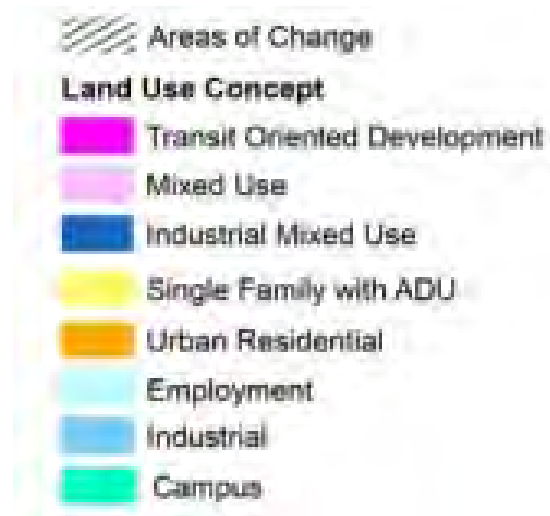 Areas of Change
Land Use Concept
Transit Oriented Development
Mixed Use
Industrial Mixed Use
Single Family with ADU
Urban Residential
Employment
Industrial
Campus